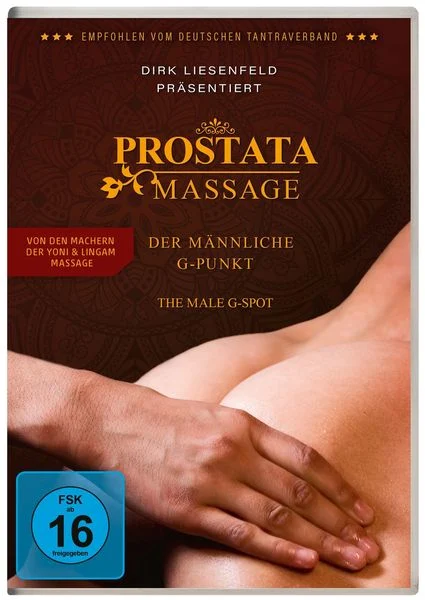 ★★★ EMPFOHLEN VOM DEUTSCHEN TANTRAVERBAND ★★★
DIRK LIESENFELD
PRÄSENTIERT
PROSTATA
MASSAGE
VON DEN MACHERN
DER YONI & LINGAM
MASSAGE
DER MÄNNLICHE
G-PUNKT
THE MALE G-SPOT
FSK
ab
16
freigegeben